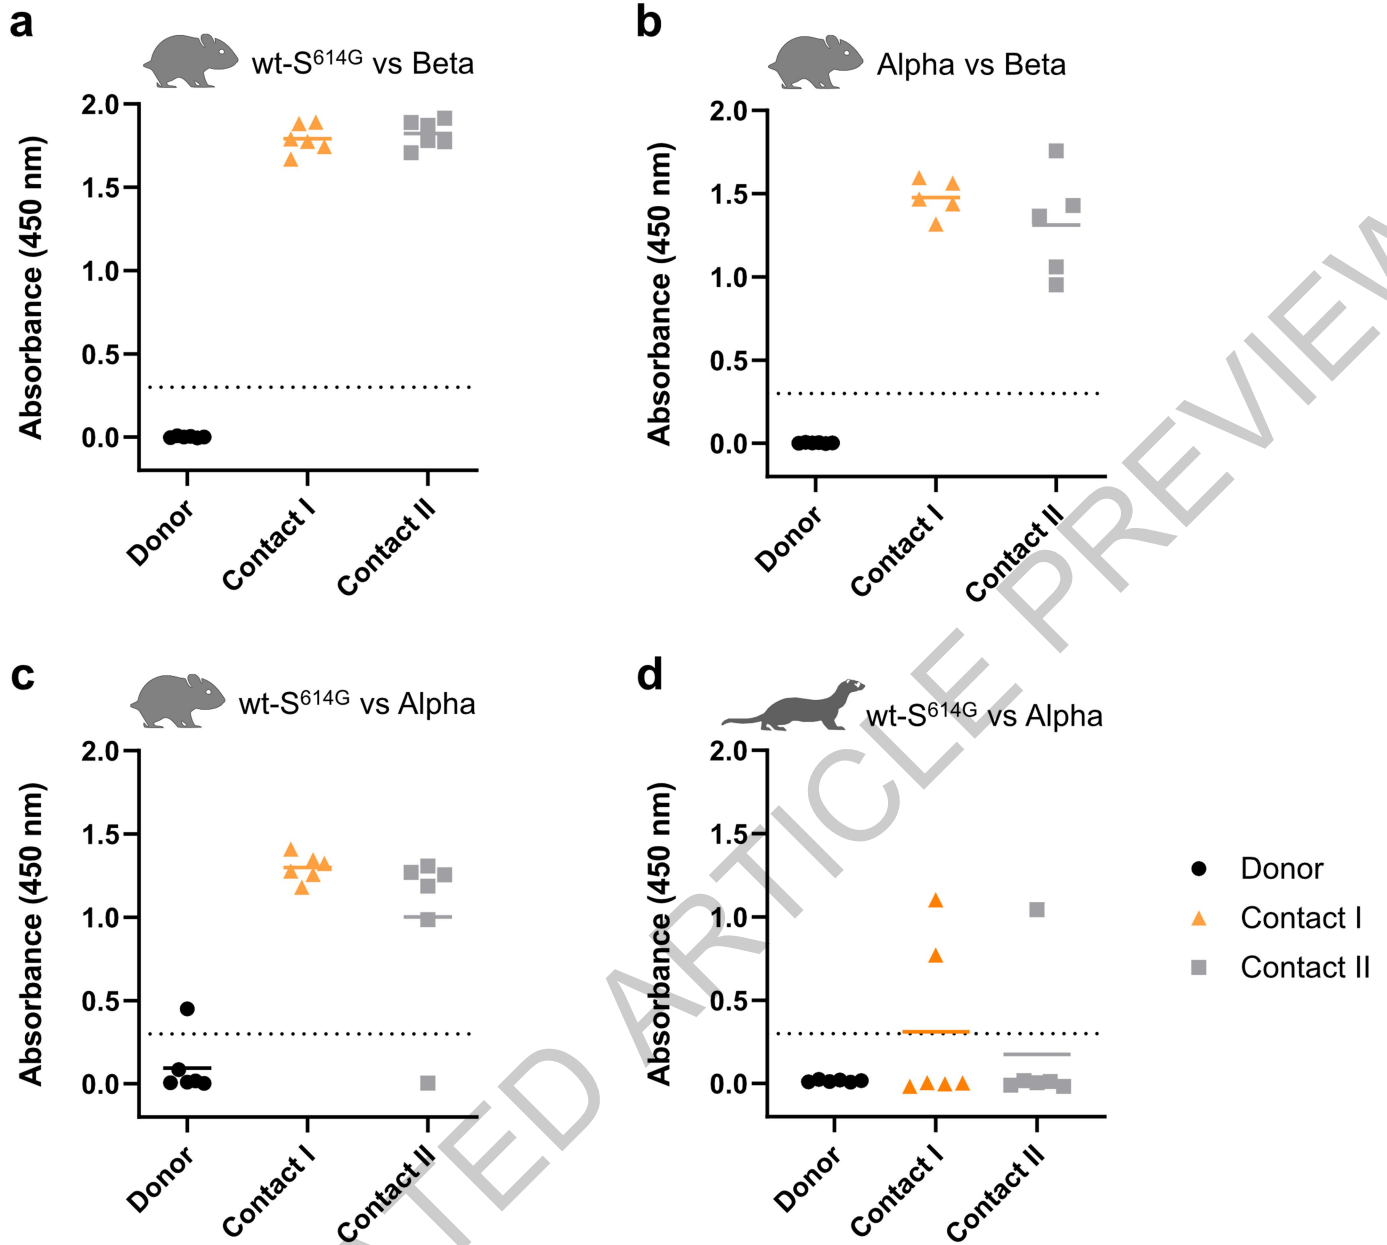 a
wt-S614G vs Beta
Absorbance (450 nm)
2.0
1.5
1.0
0.5
0.0
Donor
Contact I
Contact II
b
Alpha vs Beta
Absorbance (450 nm)
2.0
1.5
1.0
0.5
0.0
Donor
Contact I
Contact II
c
wt-S614G vs Alpha
Absorbance (450 nm)
2.0
1.5
1.0
0.5
0.0
Donor
Contact I
Contact II
d
wt-S614G vs Alpha
Absorbance (450 nm)
2.0
1.5
1.0
0.5
0.0
Donor
Contact I
Contact II
Donor
Contact I
Contact II
ARTICLE PREVIEW